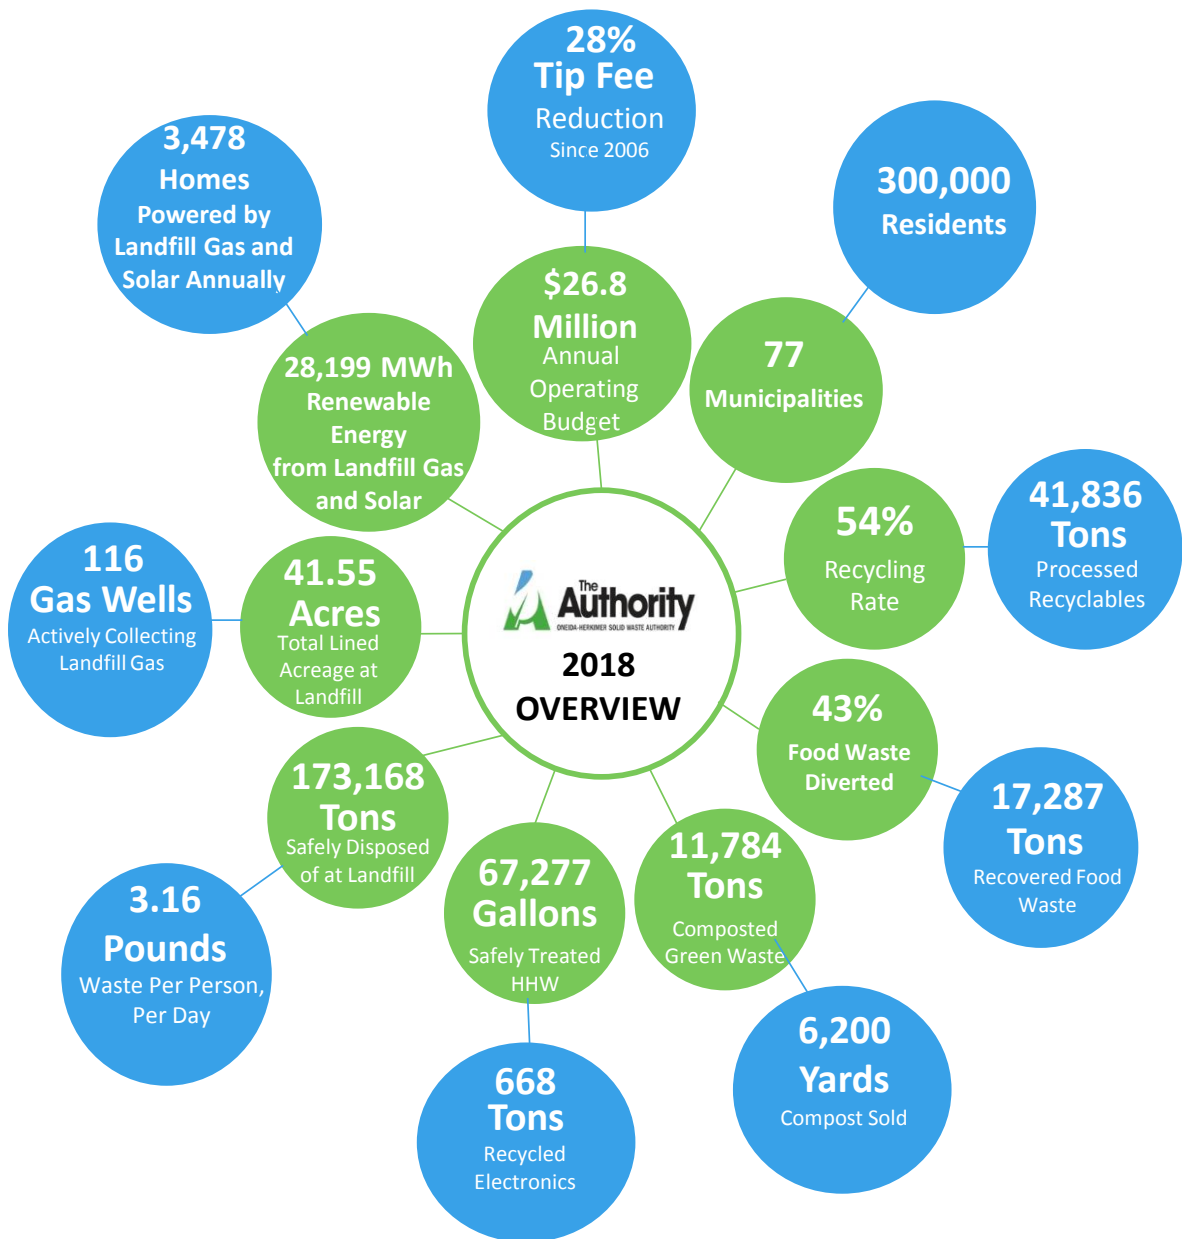 28%
Tip Fee
Reduction
Since 2006
$26.8
Million
Annual
Operating
Budget
300,000
Residents
77
Municipalities
41,836
Tons
Processed
Recyclables
54%
Recycling
Rate
17,287
Tons
Recovered Food
Waste
43%
Food Waste
Diverted
6,200
Yards
Compost Sold
11,784
Tons
Composted
Green Waste
668
Tons
Recycled
Electronics
67,277
Gallons
Safely Treated
HHW
3.16
Pounds
Waste Per Person,
Per Day
173,168
Tons
Safely Disposed
of at Landfill
116
Gas Wells
Actively Collecting
Landfill Gas
41.55
Acres
Total Lined
Acreage at
Landfill
3,478
Homes
Powered by
Landfill Gas and
Solar Annually
28,199 MWh
Renewable
Energy
from Landfill Gas
and Solar
The
Authority
ONEIDA-HERKIMER SOLID WASTE AUTHORITY
2018
OVERVIEW